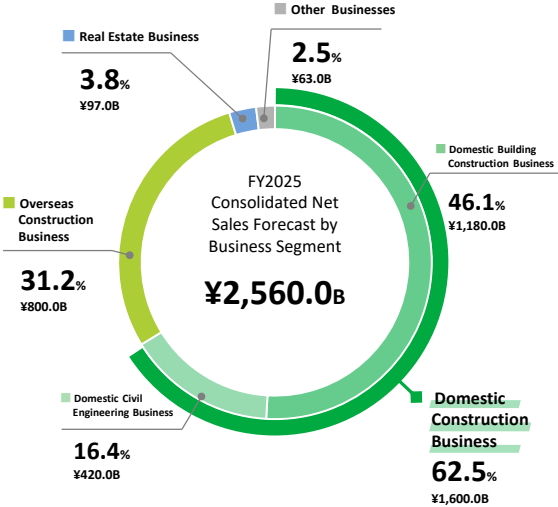 Other Businesses
2.5%
¥63.0B
Real Estate Business
3.8%
¥97.0B
Domestic Building
Construction Business
46.1%
¥1,180.0B
FY2025
Consolidated Net
Sales Forecast by
Business Segment
¥2,560.0B
Overseas
Construction
Business
31.2%
¥800.0B
Domestic Civil
Engineering Business
16.4%
¥420.0B
Domestic
Construction
Business
62.5%
¥1,600.0B